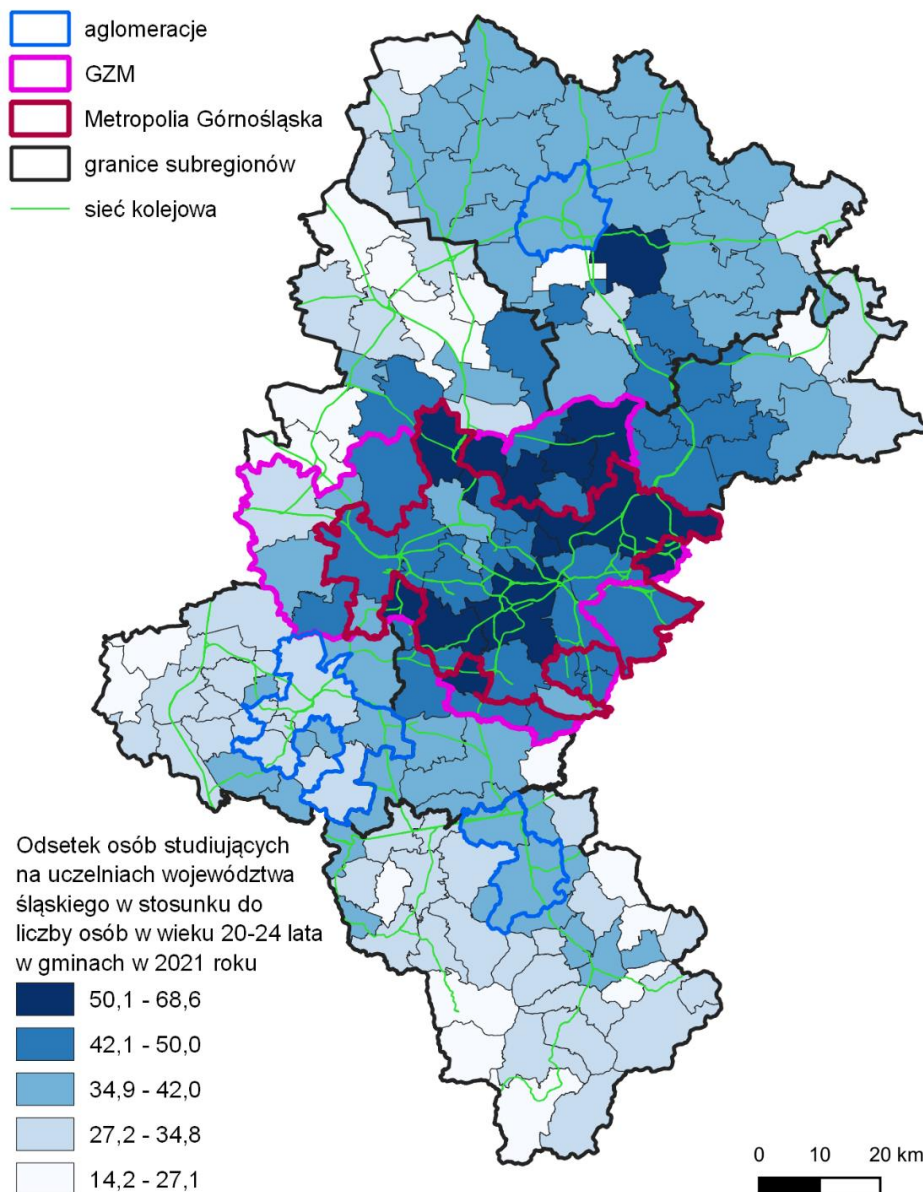 aglomeracje
GZM
Metropolia Górnośląska
granice subregionów
sieć kolejowa
Odsetek osób studiujących
na uczelniach województwa
śląskiego w stosunku do
liczby osób w wieku 20-24 lata
w gminach w 2021 roku
50,1 - 68,6
42,1 - 50,0
34,9 - 42,0
27,2 - 34,8
14,2 - 27,1
0 10 20 km